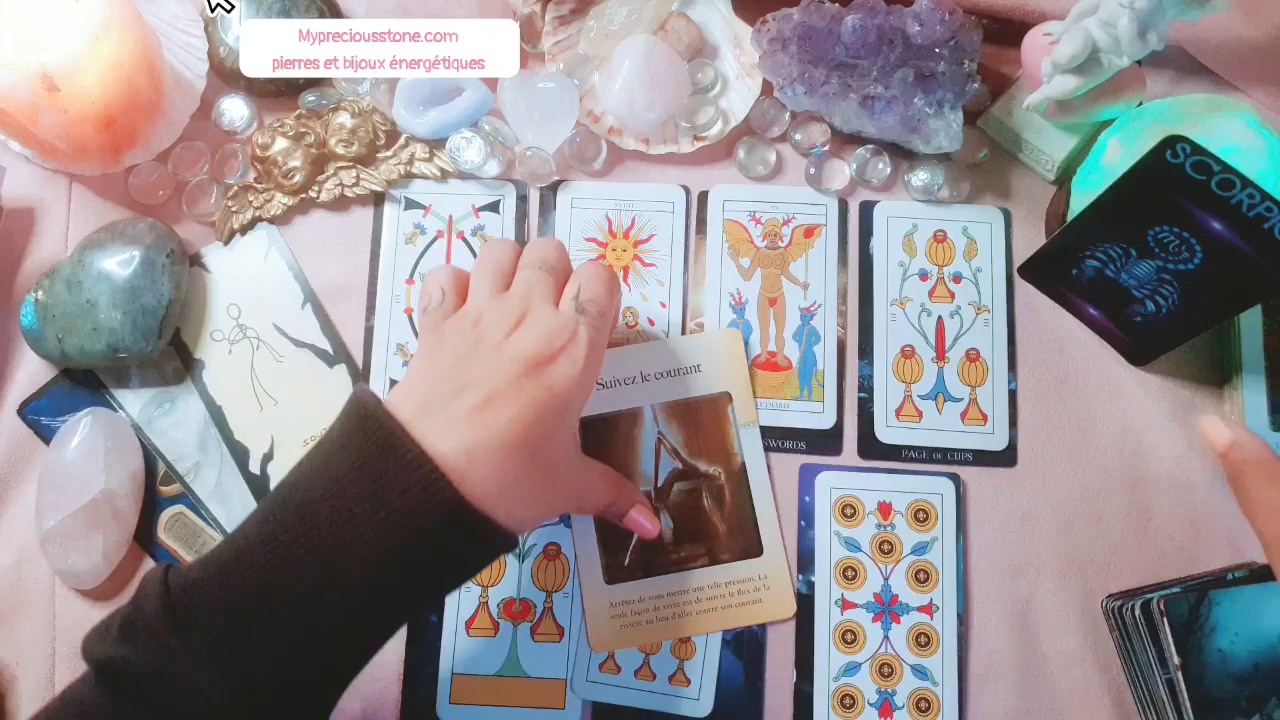 Mypreciousstone.com
pierres et bijoux énergétiques
SCORPIO
XVIIII
XV
LE DIABLE
SWORDS
PAGE OF CUPS
Suivez le courant
Arrêtez de vous mettre une telle pression. La
seule façon de vivre est de suivre le flux de la
rivière au lieu d'aller contre son courant.